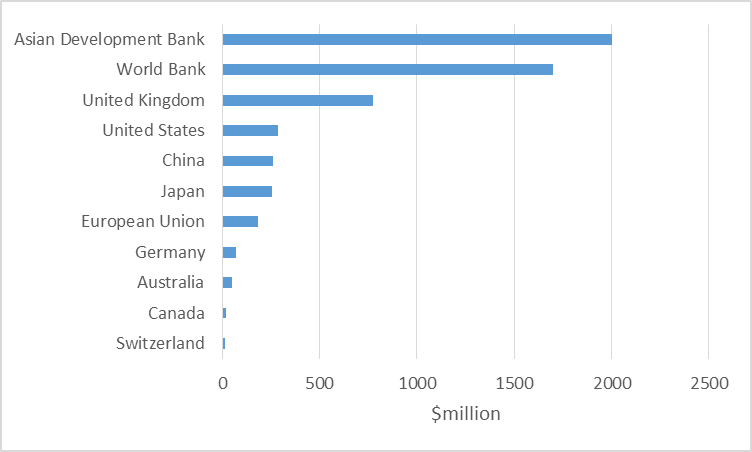 Asian Development Bank
World Bank
United Kingdom
United States
China
Japan
European Union
Germany
Australia
Canada
Switzerland
0 500 1000 1500 2000 2500
$million